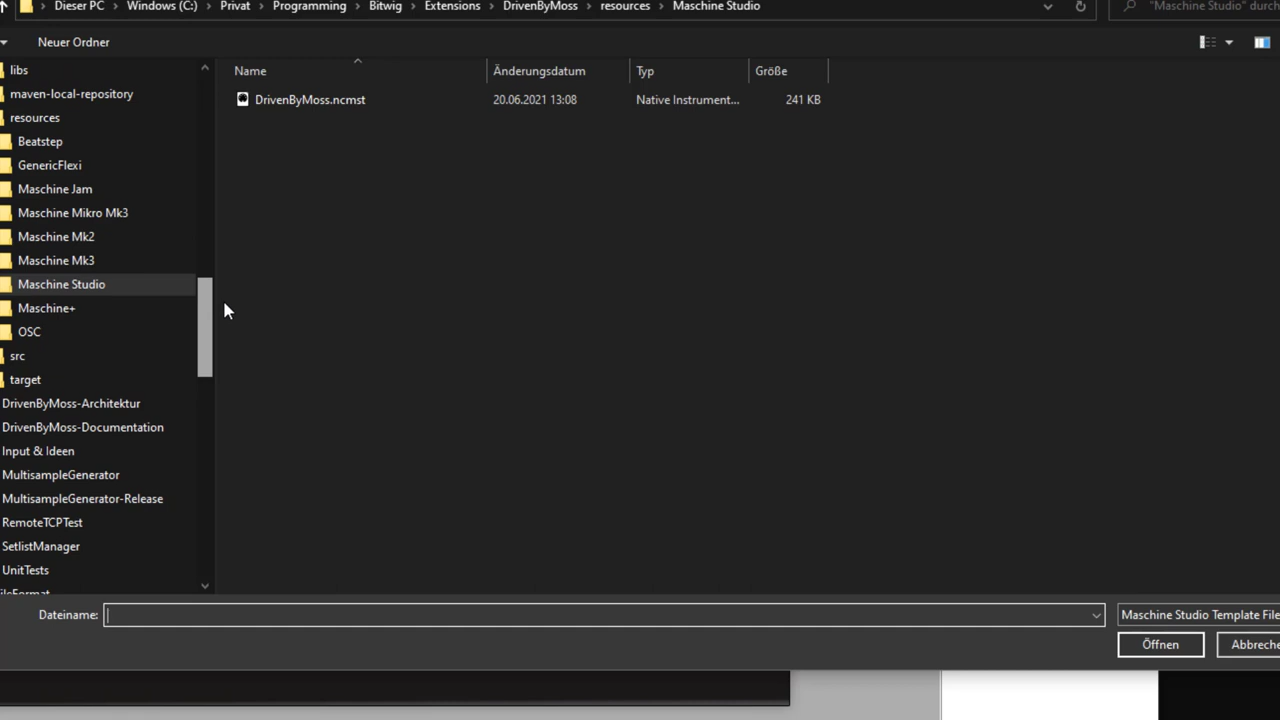 Dieser PC > Windows (C:) > Privat > Programming > Bitwig > Extensions > DrivenByMoss > resources > Maschine Studio
"Maschine Studio" durch
Neuer Ordner
Name Änderungsdatum Typ Größe
DrivenByMoss.ncmst 20.06.2021 13:08 Native Instrument... 241 KB
libs
maven-local-repository
resources
Beatstep
GenericFlexi
Maschine Jam
Maschine Mikro Mk3
Maschine Mk2
Maschine Mk3
Maschine Studio
Maschine+
OSC
src
target
DrivenByMoss-Architektur
DrivenByMoss-Documentation
Input & Ideen
MultisampleGenerator
MultisampleGenerator-Release
RemoteTCPTest
SetlistManager
UnitTests
Dateiname:
Maschine Studio Template File
Öffnen Abbreche